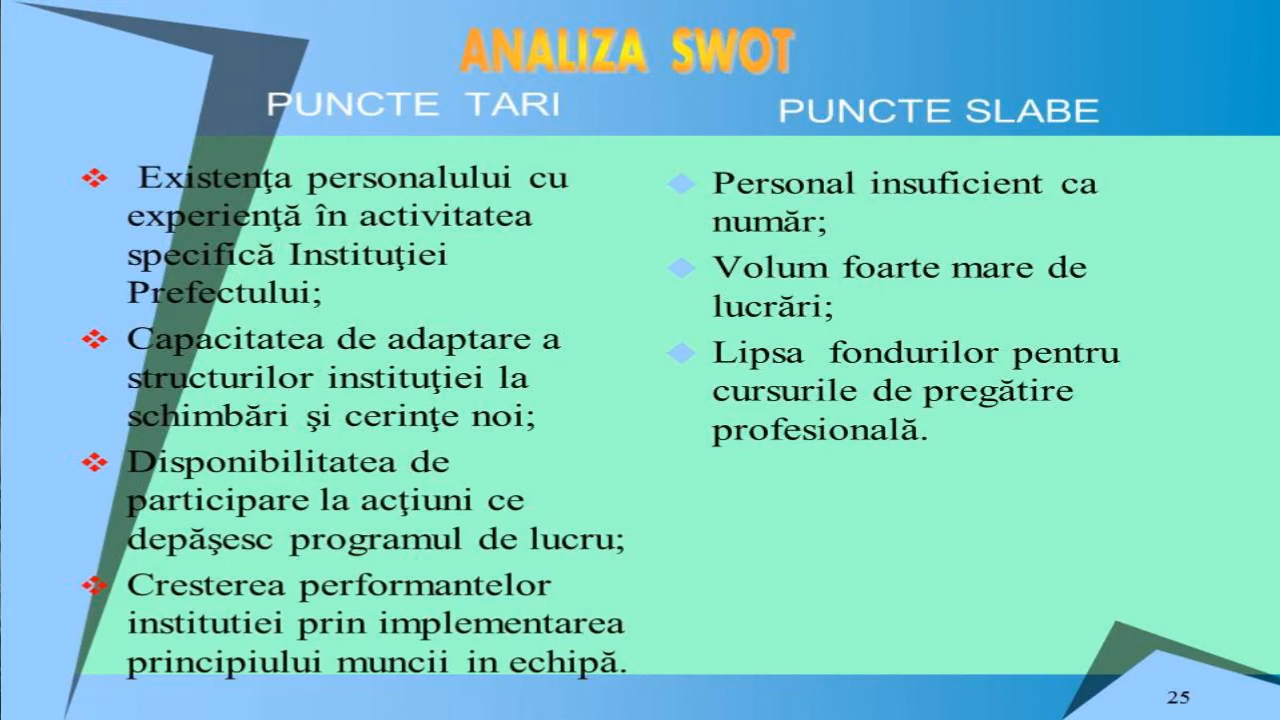 ANALIZA SWOT
PUNCTE TARI
Existenţa personalului cu
experienţă în activitatea
specifică Instituţiei
Prefectului;
Capacitatea de adaptare a
structurilor instituţiei la
schimbări şi cerinţe noi;
Disponibilitatea de
participare la acţiuni ce
depăşesc programul de lucru;
Cresterea performantelor
institutiei prin implementarea
principiului muncii in echipă.
PUNCTE SLABE
Personal insuficient ca
număr;
Volum foarte mare de
lucrări;
Lipsa fondurilor pentru
cursurile de pregătire
profesională.
25